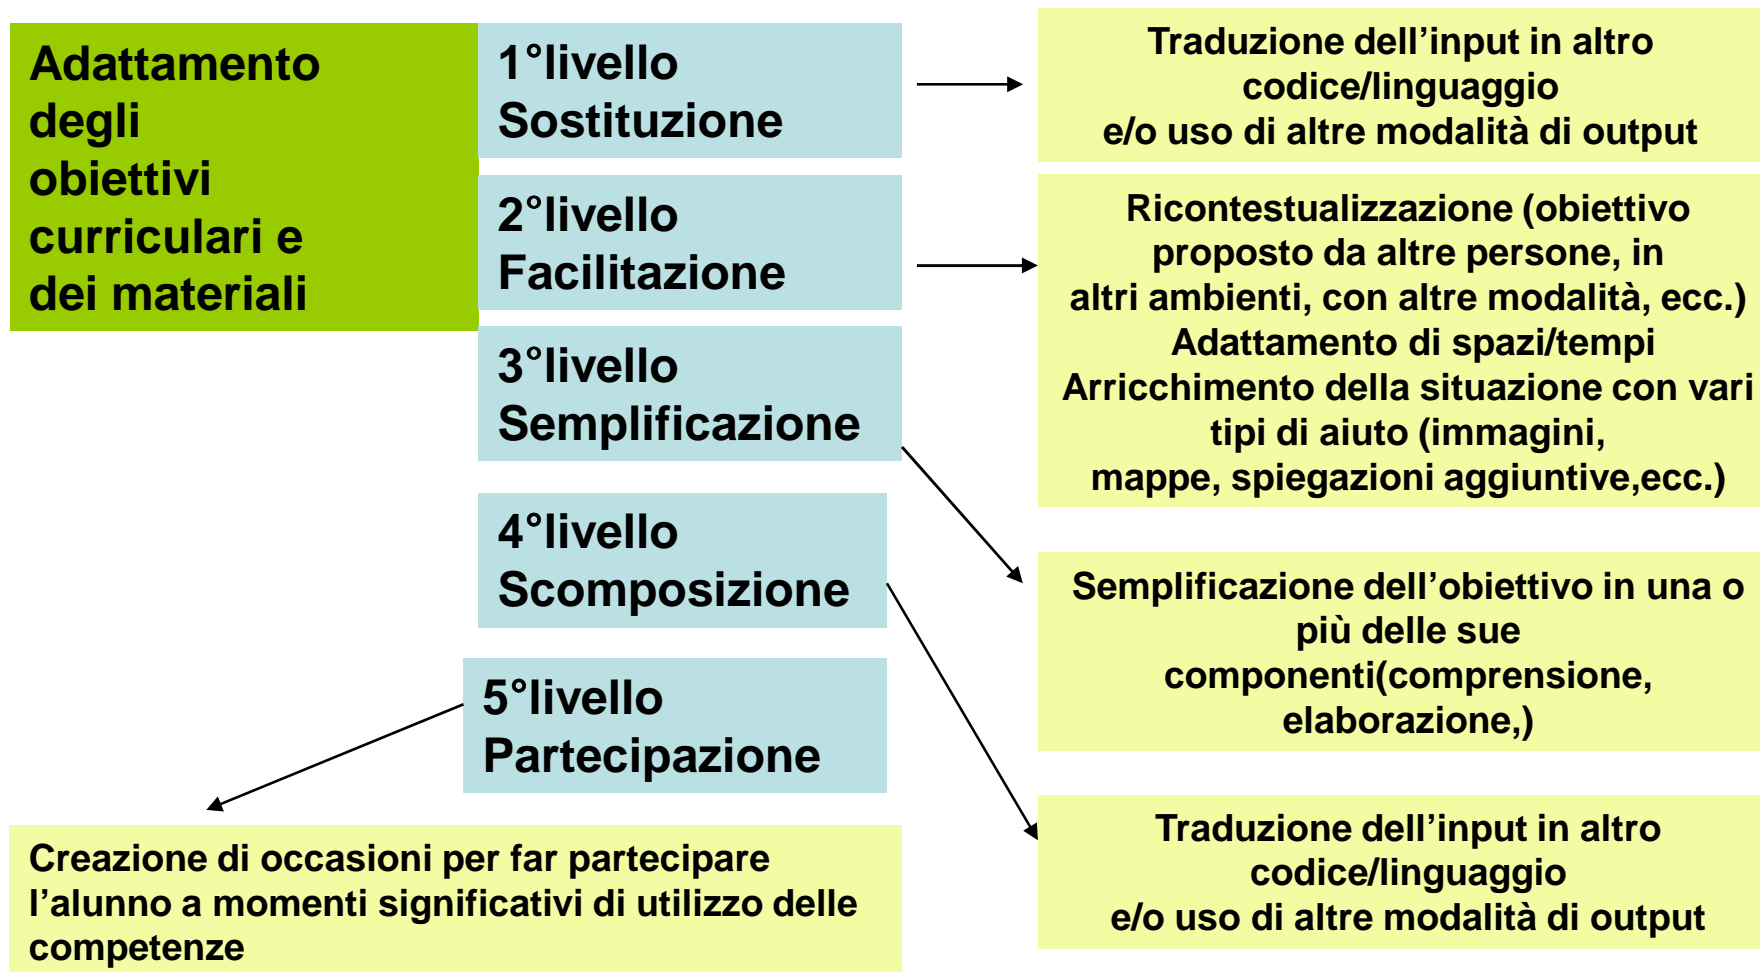 Adattamento
degli
obiettivi
curriculari e
dei materiali
1°livello
Sostituzione
Traduzione dell’input in altro
codice/linguaggio
e/o uso di altre modalità di output
2°livello
Facilitazione
Ricontestualizzazione (obiettivo
proposto da altre persone, in
altri ambienti, con altre modalità, ecc.)
Adattamento di spazi/tempi
Arricchimento della situazione con vari
tipi di aiuto (immagini,
mappe, spiegazioni aggiuntive,ecc.)
3°livello
Semplificazione
Semplificazione dell’obiettivo in una o
più delle sue
componenti(comprensione,
elaborazione,)
4°livello
Scomposizione
Traduzione dell’input in altro
codice/linguaggio
e/o uso di altre modalità di output
5°livello
Partecipazione
Creazione di occasioni per far partecipare
l’alunno a momenti significativi di utilizzo delle
competenze